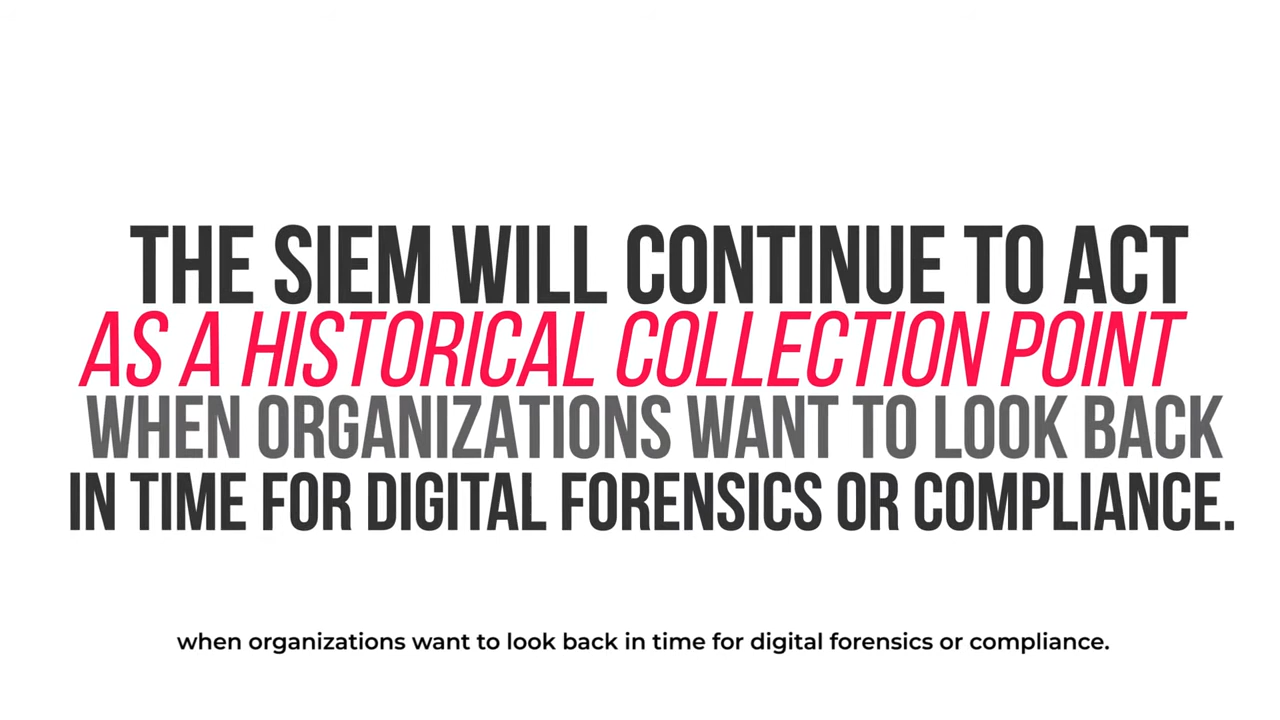 THE SIEM WILL CONTINUE TO ACT
AS A HISTORICAL COLLECTION POINT
WHEN ORGANIZATIONS WANT TO LOOK BACK
IN TIME FOR DIGITAL FORENSICS OR COMPLIANCE.
when organizations want to look back in time for digital forensics or compliance.